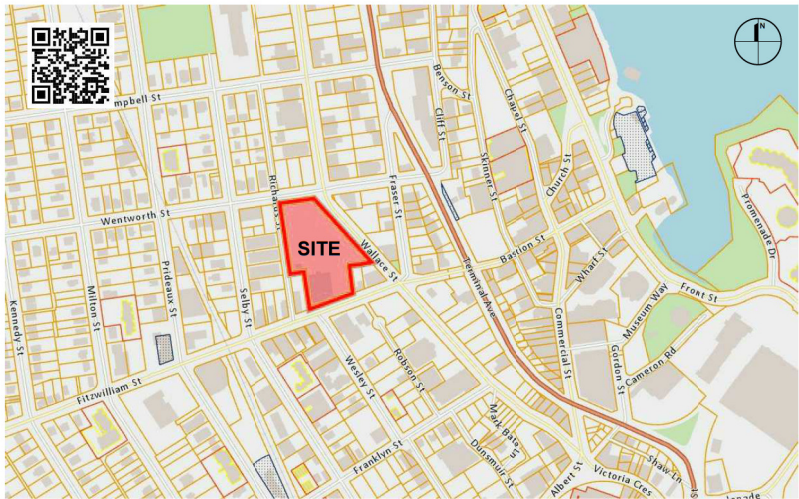 N
mpbell St
Benson St
Chapel St
Cliff St
Skinner St
Church St
Fraser St
Richards St
Wentworth St
SITE
Wallace St
Bastion St
Wharf St
Promenade Dr
Terminal Ave
Front St
Museum Way
Kennedy St
Milton St
Prideaux St
Selby St
Commercial St
Gordon St
Cameron Rd
Fitzwilliam St
Wesley St
Robson St
Mark Bate Ln
Franklyn St
Dunsmuir St
Albert St
Victoria Cres
Shaw Ln
enade